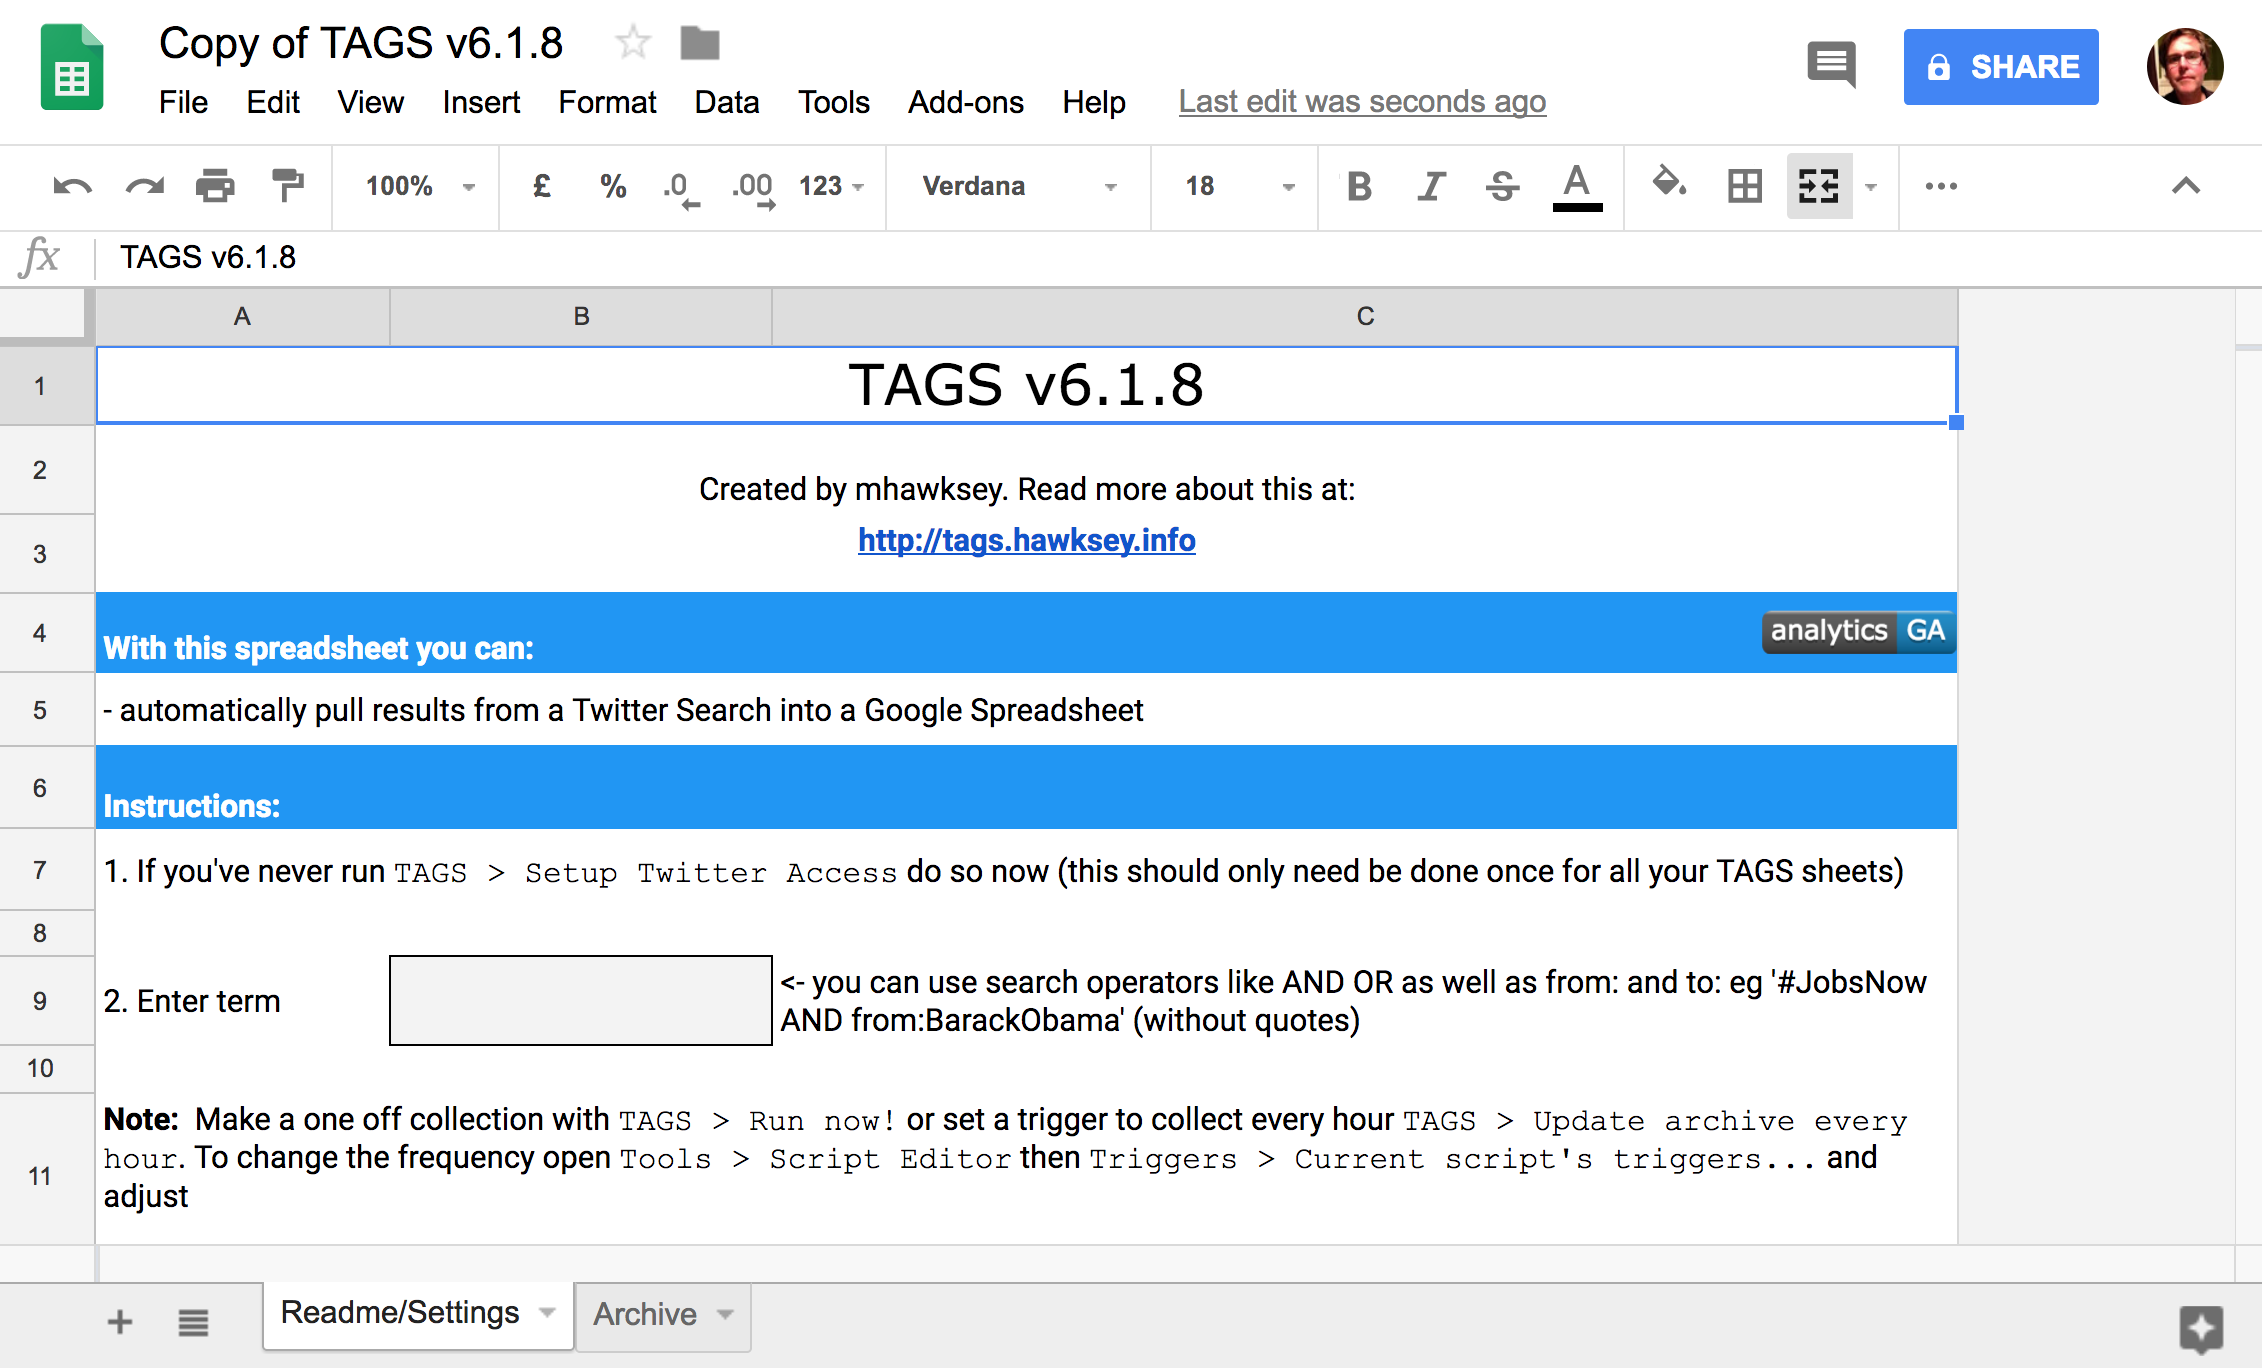 Copy of TAGS v6.1.8
File Edit View Insert Format Data Tools Add-ons Help Last edit was seconds ago
SHARE
100% £ % .0 .00 123 Verdana 18 B I S A
fx TAGS v6.1.8
A B C
1 TAGS v6.1.8
2 Created by mhawksey. Read more about this at:
3 http://tags.hawksey.info
4 With this spreadsheet you can: analytics GA
5 - automatically pull results from a Twitter Search into a Google Spreadsheet
6 Instructions:
7 1. If you've never run TAGS > Setup Twitter Access do so now (this should only need be done once for all your TAGS sheets)
8
9 2. Enter term <- you can use search operators like AND OR as well as from: and to: eg '#JobsNow
AND from:BarackObama' (without quotes)
10
Note: Make a one off collection with TAGS > Run now! or set a trigger to collect every hour TAGS > Update archive every
11 hour. To change the frequency open Tools > Script Editor then Triggers > Current script's triggers... and
adjust
+ Readme/Settings Archive